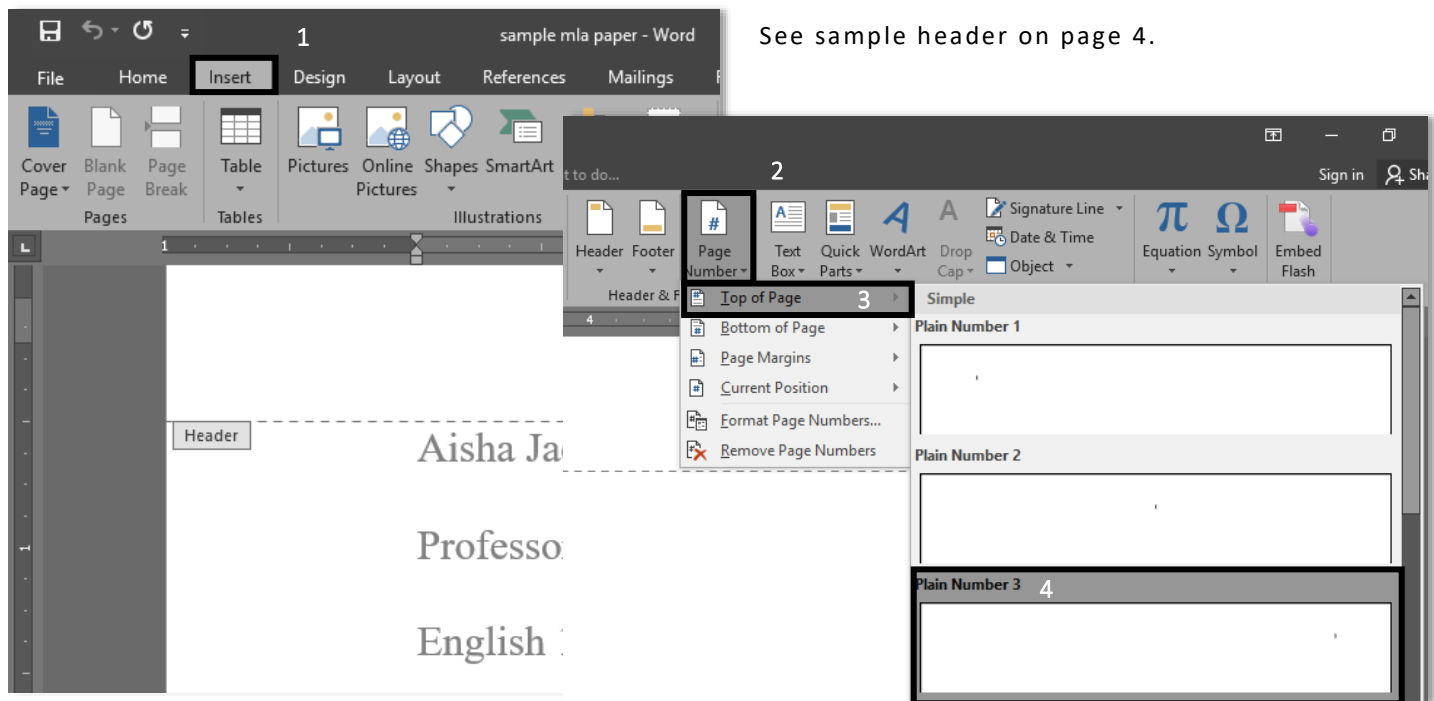 See sample header on page 4.
1
sample mla paper - Word
File Home Insert Design Layout References Mailings
Cover Page Blank Page Page Break Table Pictures Online Pictures Shapes SmartArt
Pages Tables Illustrations
L
1
Header
Aisha
Professo
English
t to do...
2
Sign in
Header Footer Page Number Text Box Quick Parts WordArt Drop Cap Signature Line Date & Time Object Equation Symbol Embed Flash
Header & F
4
Top of Page 3
Bottom of Page
Page Margins
Current Position
Format Page Numbers...
Remove Page Numbers
Simple
Plain Number 1
Plain Number 2
Plain Number 3 4
1